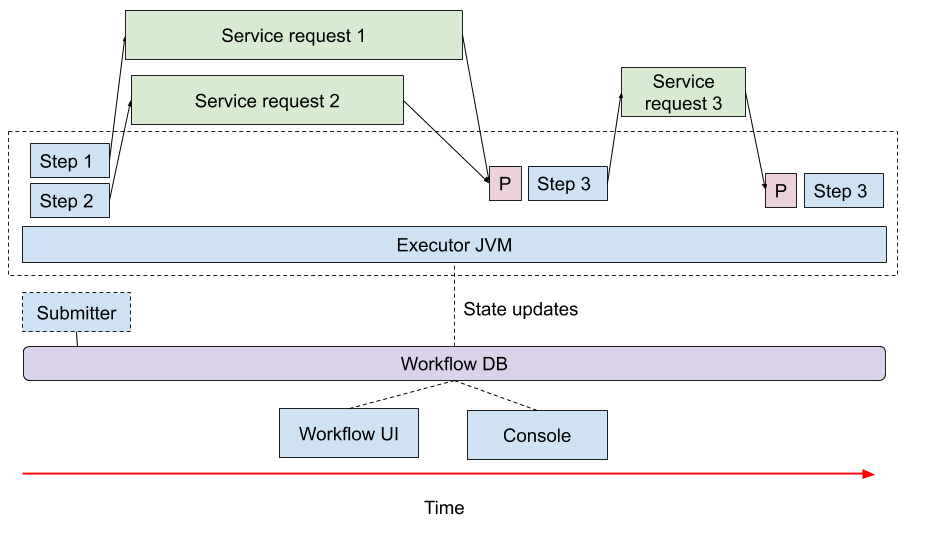 Service request 1
Service request 2
Service
request 3
Step 1
Step 2
P
Step 3
P
Step 3
Executor JVM
Submitter
State updates
Workflow DB
Workflow UI
Console
Time